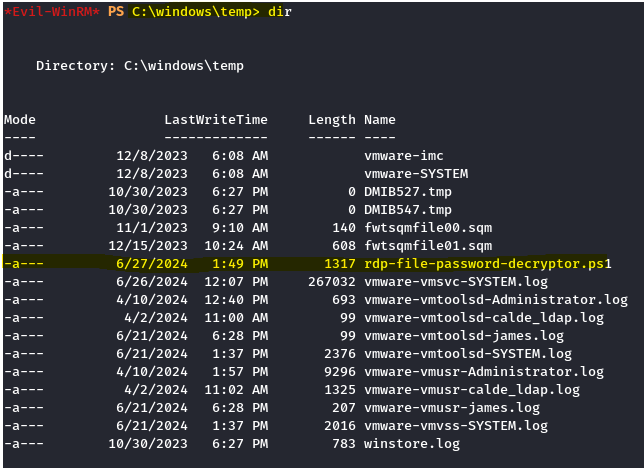 *Evil-WinRM* PS C:\windows\temp> dir
Directory: C:\windows\temp
Mode LastWriteTime Length Name
---- ------------- ------ ----
d---- 12/8/2023 6:08 AM vmware-imc
d---- 12/8/2023 6:08 AM vmware-SYSTEM
-a--- 10/30/2023 6:27 PM 0 DMIB527.tmp
-a--- 10/30/2023 6:27 PM 0 DMIB547.tmp
-a--- 11/1/2023 9:10 AM 140 fwtsqmfile00.sqm
-a--- 12/15/2023 10:24 AM 608 fwtsqmfile01.sqm
-a--- 6/27/2024 1:49 PM 1317 rdp-file-password-decryptor.ps1
-a--- 6/26/2024 12:07 PM 267032 vmware-vmsvc-SYSTEM.log
-a--- 4/10/2024 12:40 PM 693 vmware-vmtoolsd-Administrator.log
-a--- 4/2/2024 11:00 AM 99 vmware-vmtoolsd-calde_ldap.log
-a--- 6/21/2024 6:28 PM 99 vmware-vmtoolsd-james.log
-a--- 6/21/2024 1:37 PM 2376 vmware-vmtoolsd-SYSTEM.log
-a--- 4/10/2024 1:57 PM 9296 vmware-vmusr-Administrator.log
-a--- 4/2/2024 11:02 AM 1325 vmware-vmusr-calde_ldap.log
-a--- 6/21/2024 6:28 PM 207 vmware-vmusr-james.log
-a--- 6/21/2024 1:37 PM 2016 vmware-vmvss-SYSTEM.log
-a--- 10/30/2023 6:27 PM 783 winstore.log